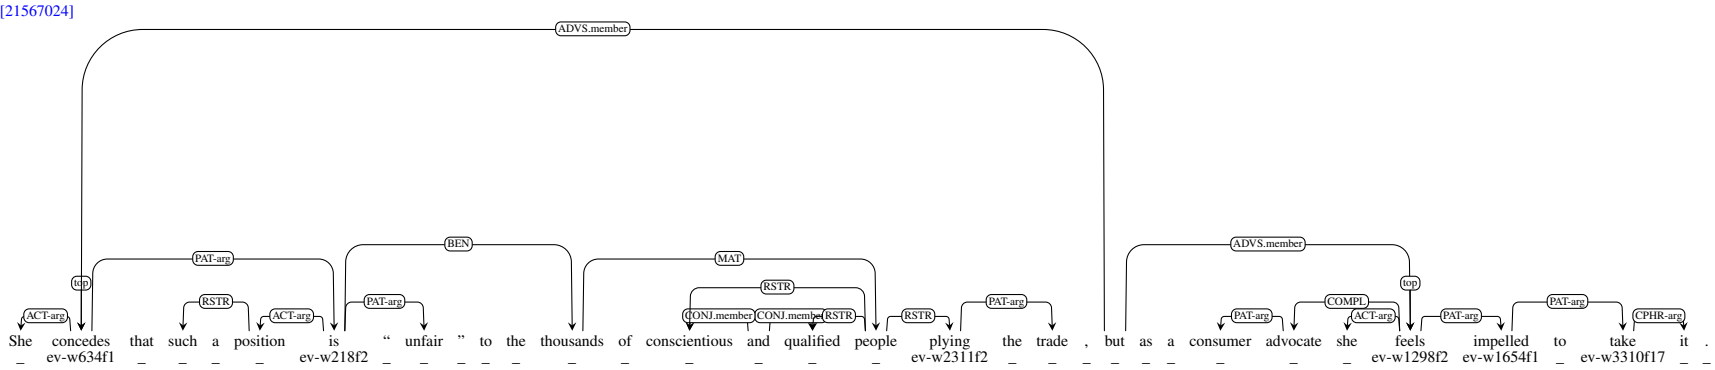 [21567024]
ADVS.member
BEN ADVS.member
PAT-arg MAT
top RSTR top
RSTR PAT-arg PAT-arg COMPL PAT-arg
ACT-arg ACT-arg CONJ.member CONJ.member RSTR RSTR PAT-arg ACT-arg PAT-arg CPHR-arg
She concedes that such a position is “ unfair ” to the thousands of conscientious and qualified people plying the trade , but as a consumer advocate she feels impelled to take it .
_ ev-w634f1 _ _ _ _ ev-w218f2 _ _ _ _ _ _ _ _ _ _ _ ev-w2311f2 _ _ _ _ _ _ _ _ _ ev-w1298f2 ev-w1654f1 _ ev-w3310f17 _ _